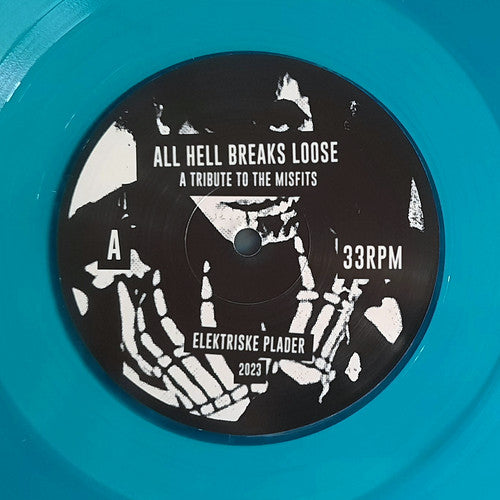 ALL HELL BREAKS LOOSE
A TRIBUTE TO THE MISFITS
A
33RPM
ELEKTRISKE PLADER
2023